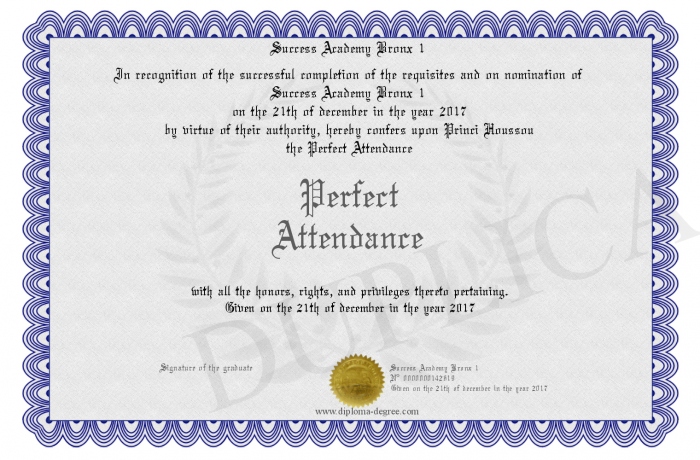 Success Academy Bronx 1
In recognition of the successful completion of the requisites and on nomination of
Success Academy Bronx 1
on the 21th of december in the year 2017
by virtue of their authority, hereby confers upon Princi Houssou
the Perfect Attendance
Perfect
Attendance
with all the honors, rights, and privileges thereto pertaining.
Given on the 21th of december in the year 2017
DUPLICA
Signature of the graduate
Success Academy Bronx 1
N° 0000000142819
Given on the 21th of december in the year 2017
www.diploma-degree.com